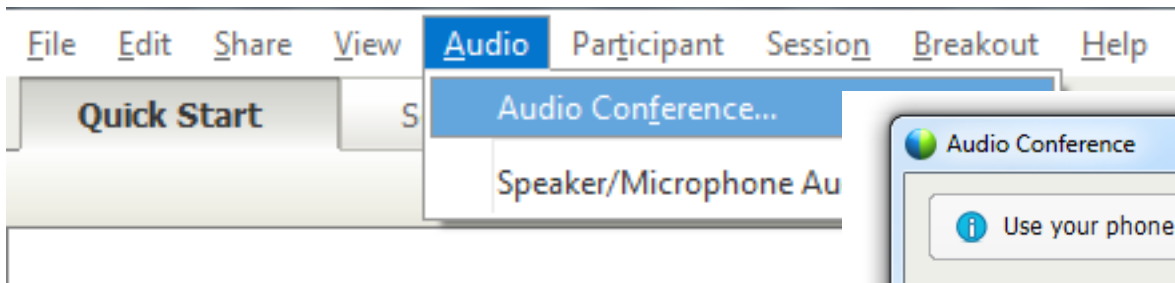 File Edit Share View Audio Participant Session Breakout Help
Quick Start S
Audio Conference...
Speaker/Microphone Au
Audio Conference
Use your phone